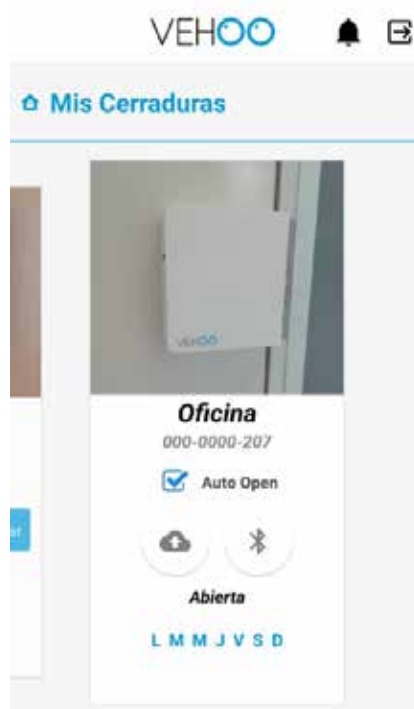 VEHOO
Mis Cerraduras
VEHOO
Oficina
000-0000-207
Auto Open
Abierta
L M M J V S D